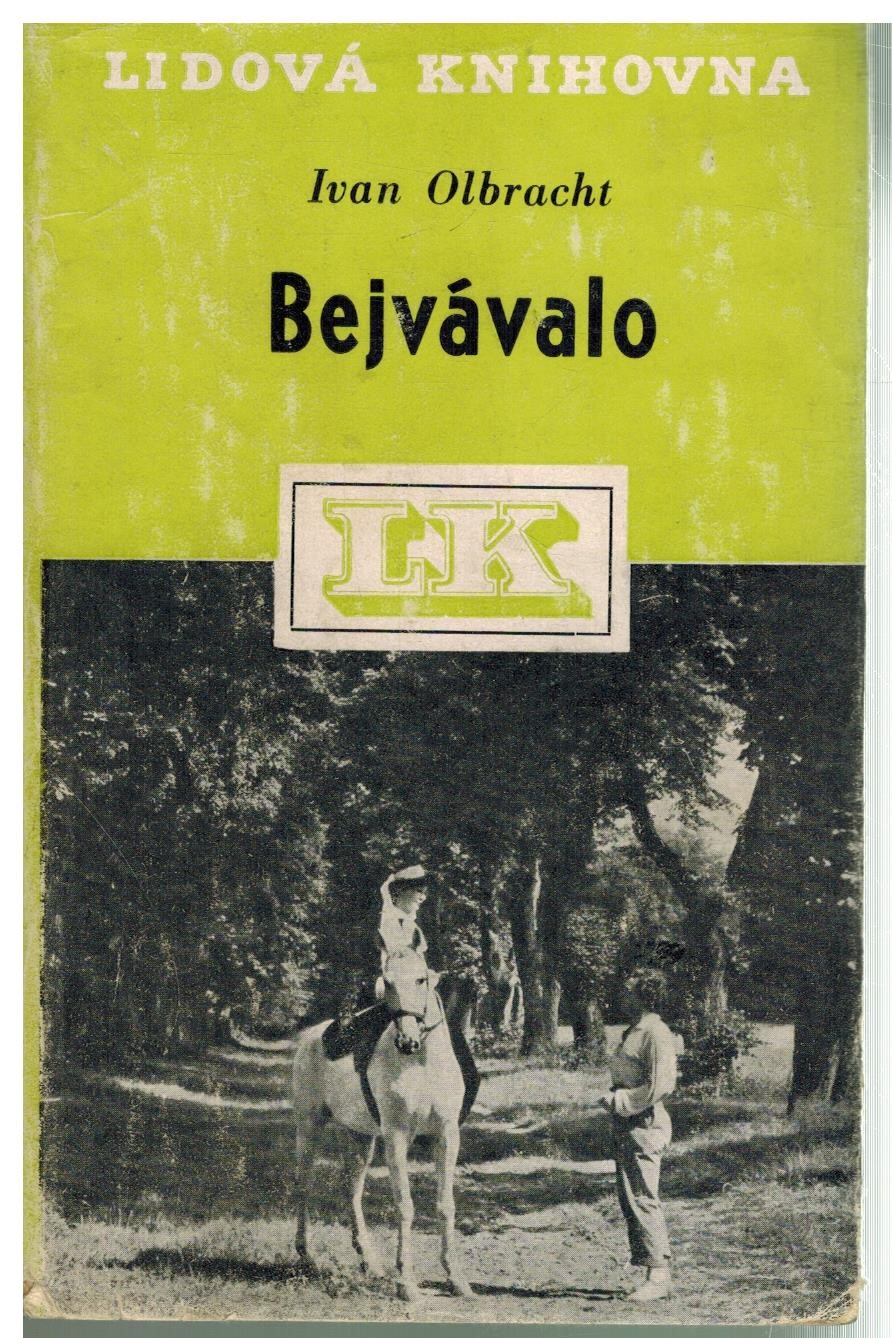 LIDOVÁ KNIHOVNA
Ivan Olbracht
Bejvávalo
LK